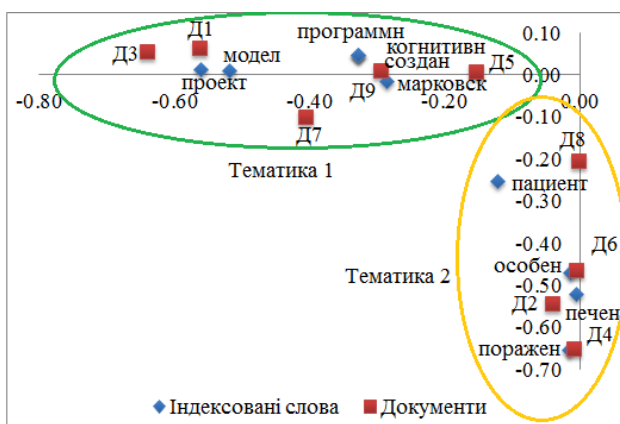 программн
0.10
Д1
когнитивн
Д3
модел
создан
Д5
0.00
проект
Д9
марковск
-0.80
-0.60
-0.40
-0.20
0.00
-0.10
Д7
Д8
Тематика 1
-0.20
пациент
-0.30
-0.40
Д6
особен
Тематика 2
-0.50
Д2
печен
-0.60
Д4
поражен
-0.70
Індексовані слова
Документи